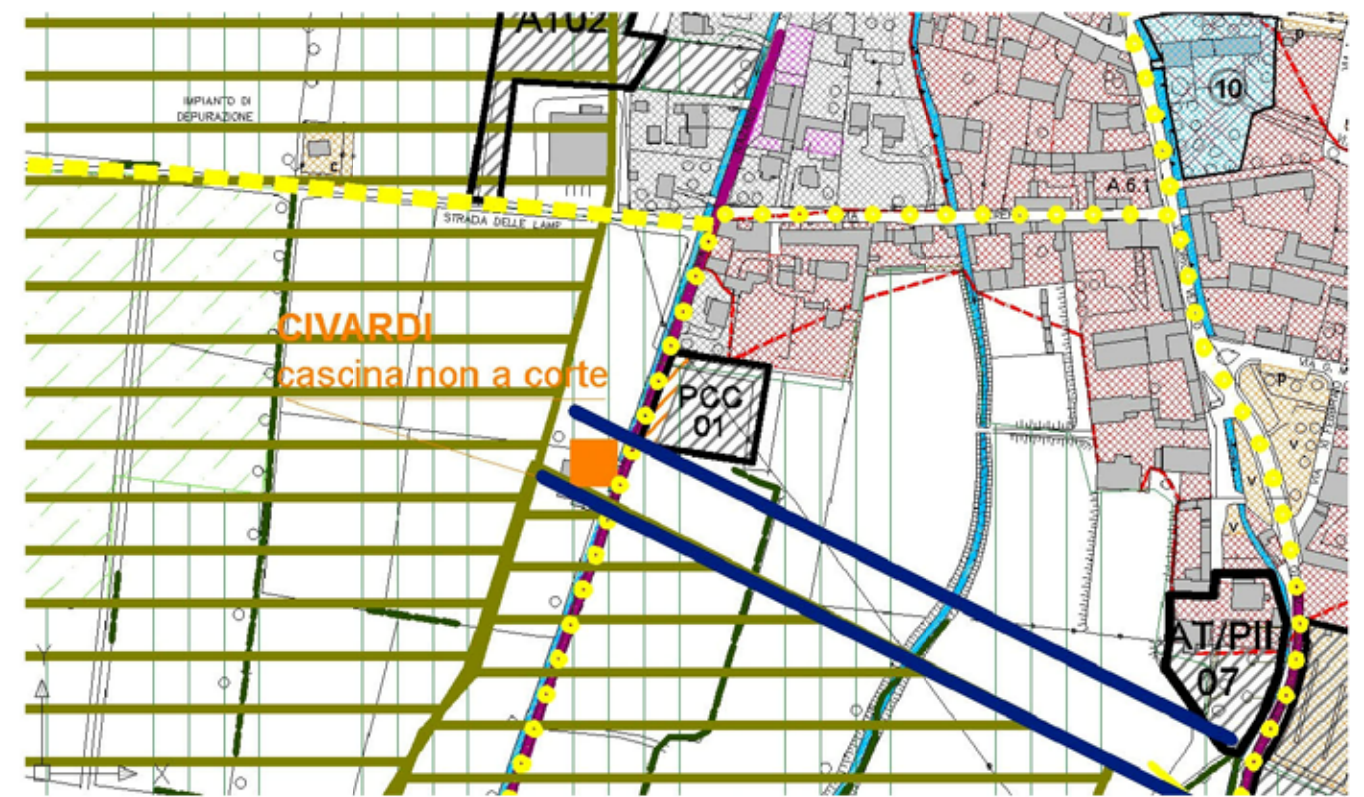 A102
IMPIANTO DI
DEPURAZIONE
10
p
c
A.6.1
STRADA DELLE LAMP
CIVARDI
cascina non a corte
PCC
01
p
v
v
v
AT/PII
07
Y
X